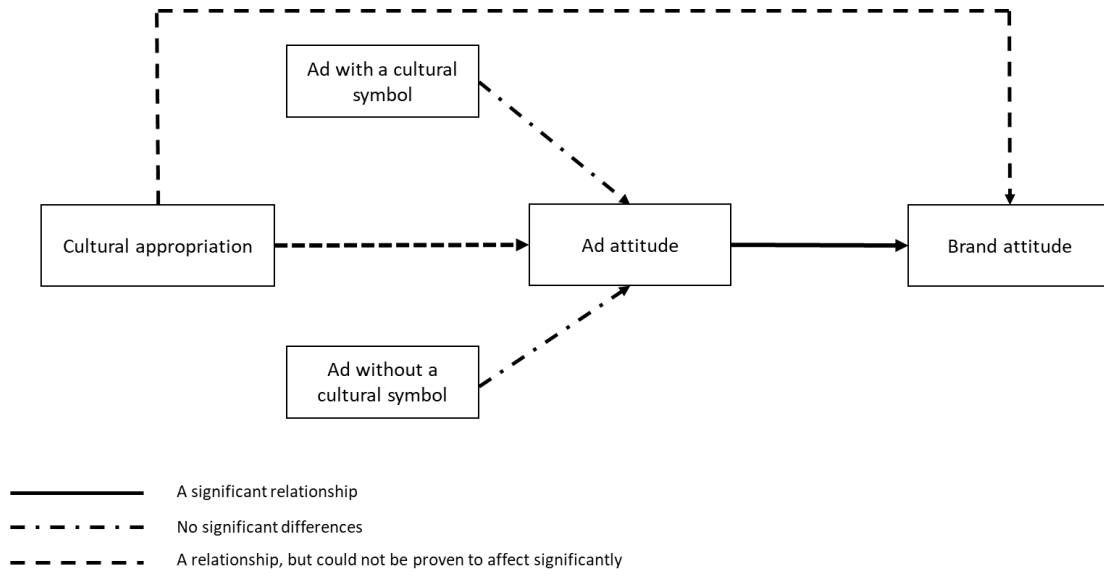 Ad with a cultural
symbol
Cultural appropriation
Ad attitude
Brand attitude
Ad without a
cultural symbol
A significant relationship
No significant differences
A relationship, but could not be proven to affect significantly